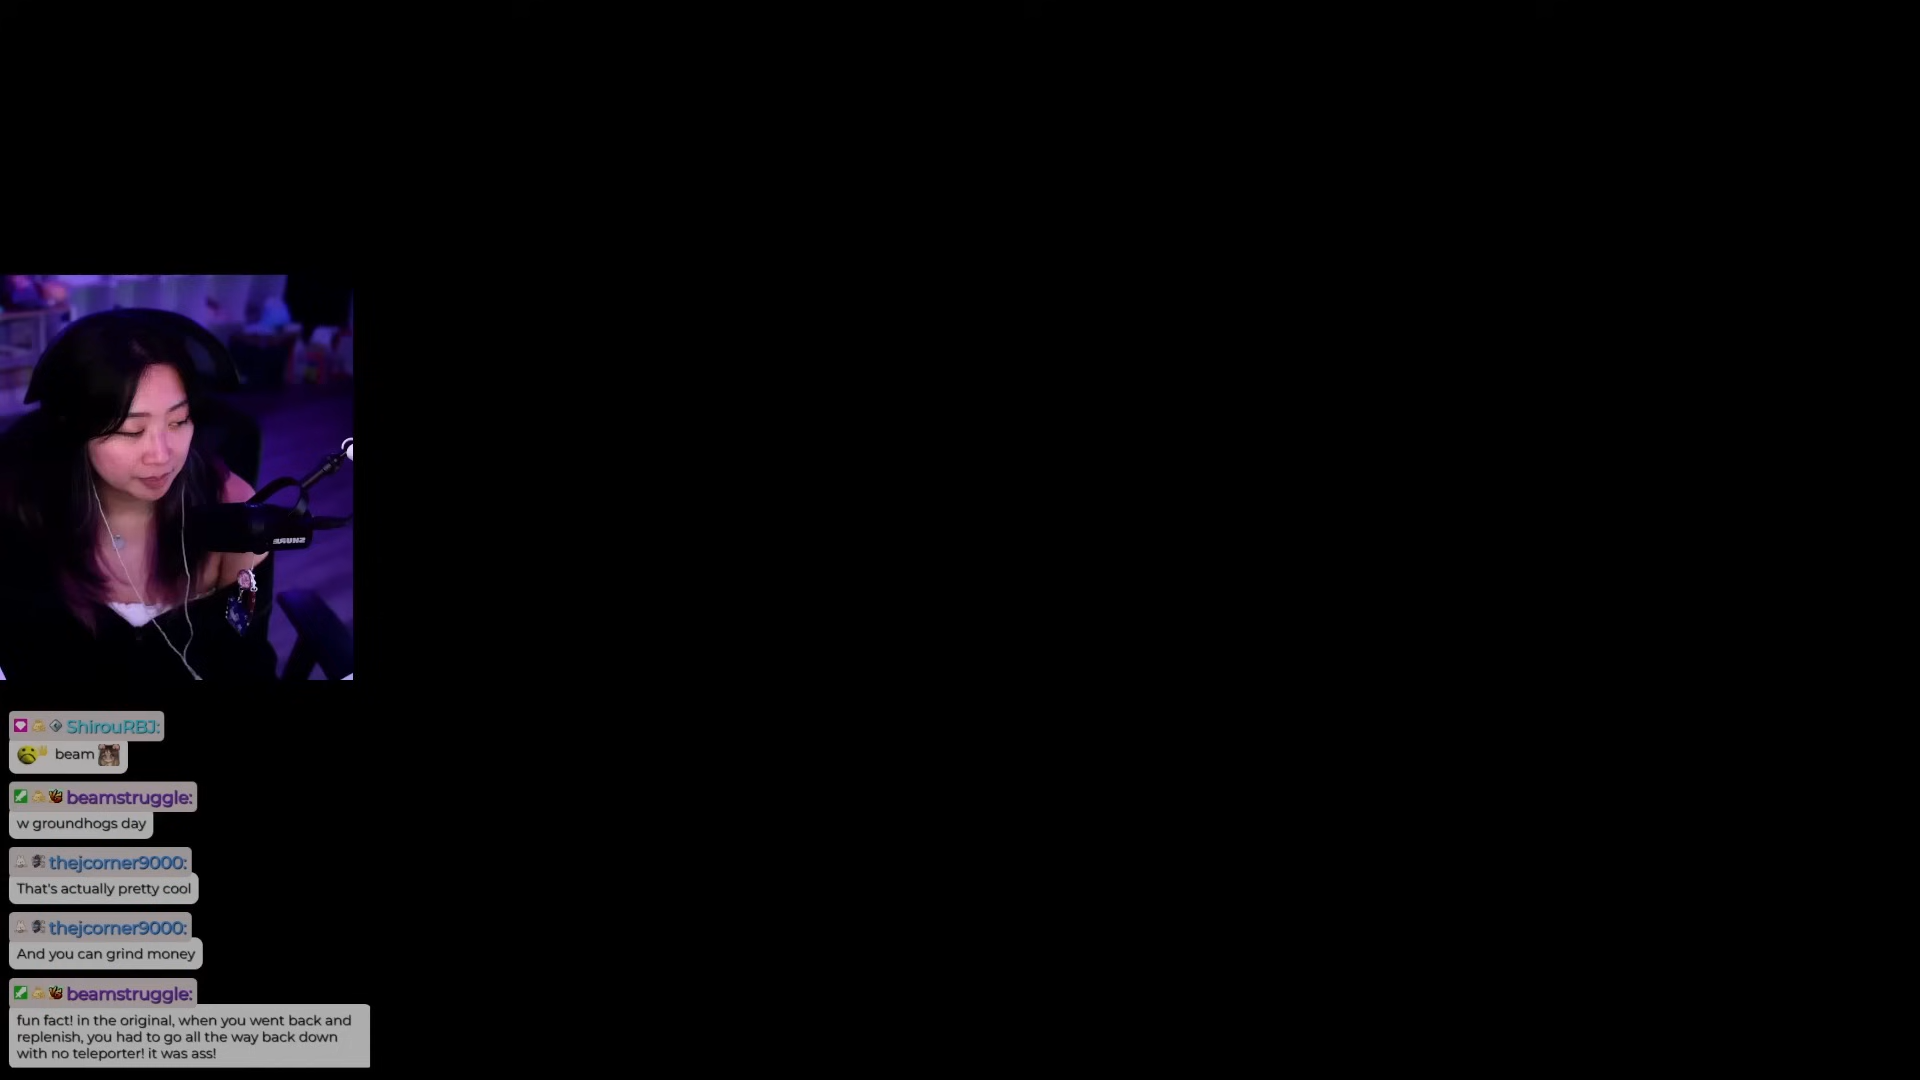 SHURE
ShirouRBJ:
beam
beamstruggle:
w groundhogs day
thejcorner9000:
That's actually pretty cool
thejcorner9000:
And you can grind money
beamstruggle:
fun fact! in the original, when you went back and
replenish, you had to go all the way back down
with no teleporter! it was ass!